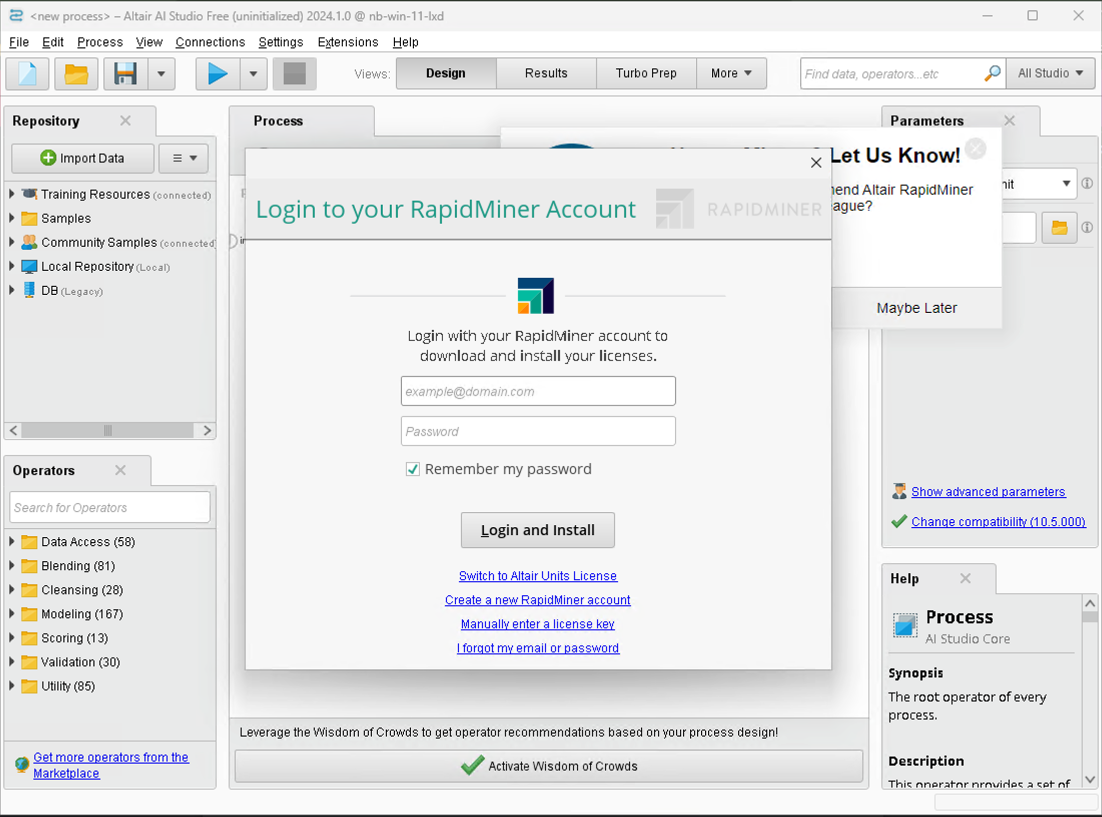 <new process> – Altair AI Studio Free (uninitialized) 2024.1.0 @ nb-win-11-lxd
File Edit Process View Connections Settings Extensions Help
Views: Design Results Turbo Prep More Find data, operators...etc All Studio
Repository
Import Data
Training Resources (connected)
Samples
Community Samples (connected)
Local Repository (Local)
DB (Legacy)
Operators
Search for Operators
Data Access (58)
Blending (81)
Cleansing (28)
Modeling (167)
Scoring (13)
Validation (30)
Utility (85)
Get more operators from the
Marketplace
Process
Login to your RapidMiner Account RAPIDMINER
Login with your RapidMiner account to
download and install your licenses.
example@domain.com
Password
Remember my password
Login and Install
Switch to Altair Units License
Create a new RapidMiner account
Manually enter a license key
I forgot my email or password
Let Us Know!
Altair RapidMiner
Maybe Later
Leverage the Wisdom of Crowds to get operator recommendations based on your process design!
Activate Wisdom of Crowds
Parameters
Show advanced parameters
Change compatibility (10.5.000)
Help
Process
AI Studio Core
Synopsis
The root operator of every
process.
Description
This operator provides a set of